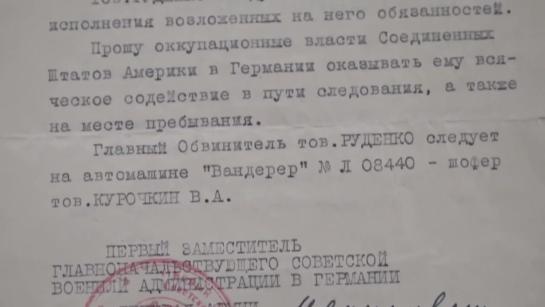 исполнения возложенных на него обязанностей.
Прошу оккупационные власти Соединенных
Штатов Америки в Германии оказывать ему вся-
ческое содействие в пути следования, а также
на месте пребывания.
Главный Обвинитель тов.РУДЕНКО следует
на автомашине "Вандерер" № Л 08440 - шофер
тов.КУРОЧКИН В.А.
ПЕРВЫЙ ЗАМЕСТИТЕЛЬ
ГЛАВНОНАЧАЛЬСТВУЮЩЕГО СОВЕТСКОЙ
ВОЕННОЙ АДМИНИСТРАЦИИ В ГЕРМАНИИ